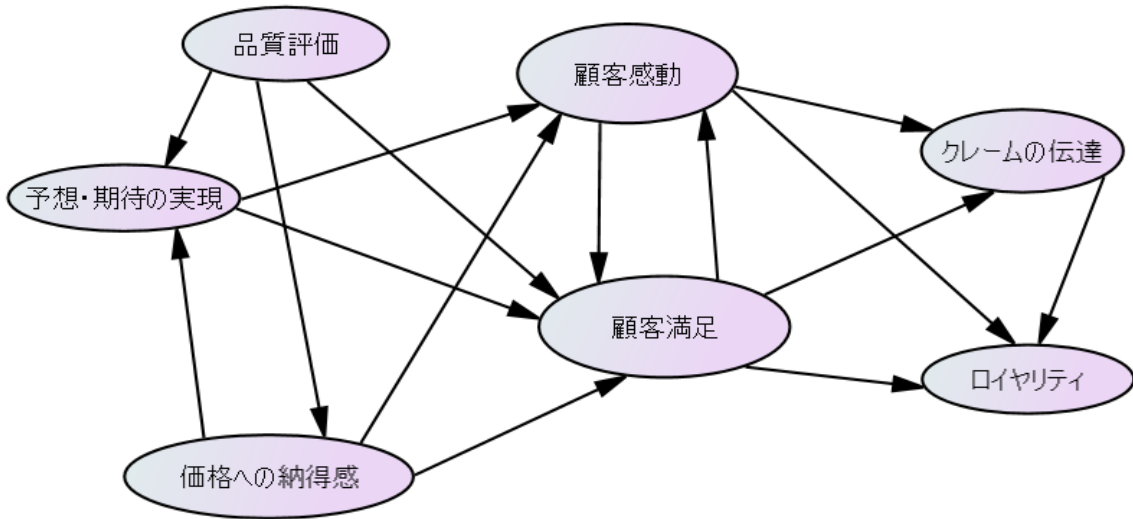 品質評価
顧客感動
クレームの伝達
予想・期待の実現
顧客満足
ロイヤリティ
価格への納得感